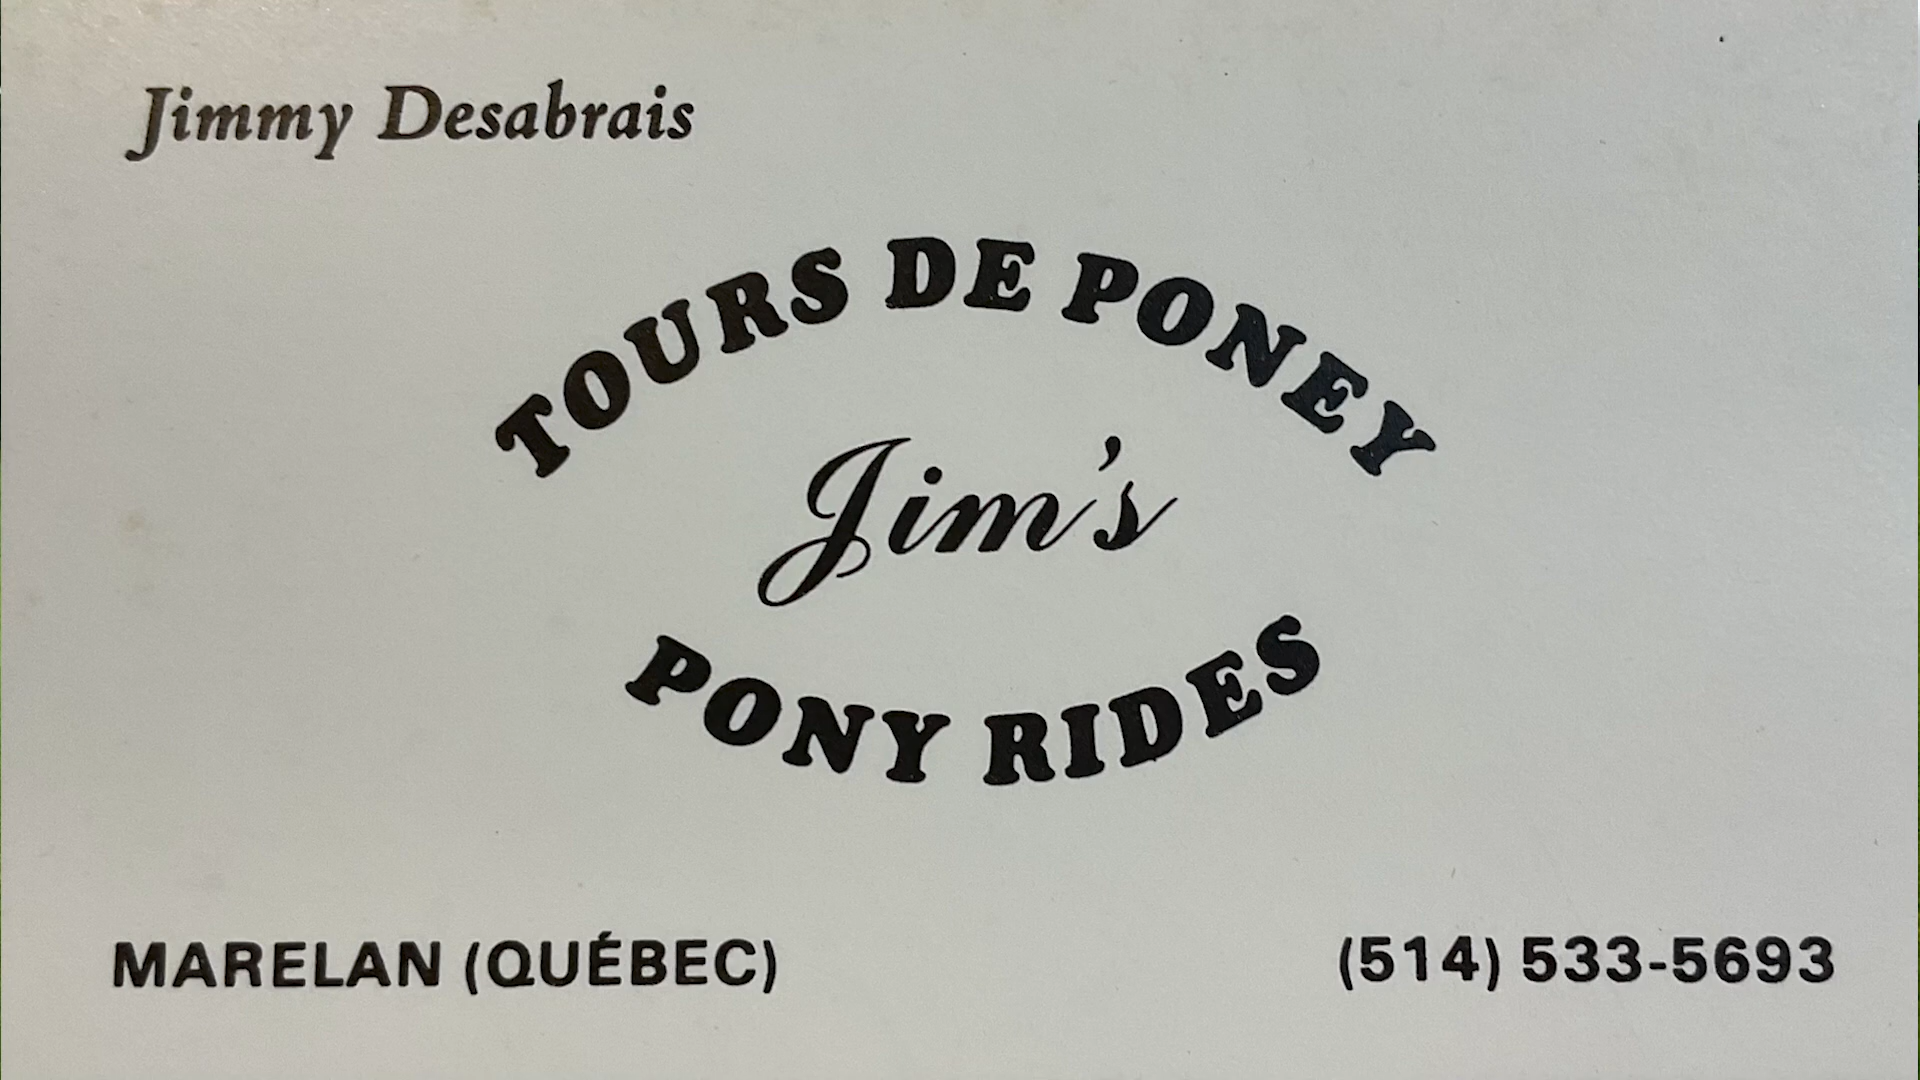 Jimmy Desabrais
TOURS DE PONEY
Jim's
PONY RIDES
MARELAN (QUÉBEC)
(514) 533-5693